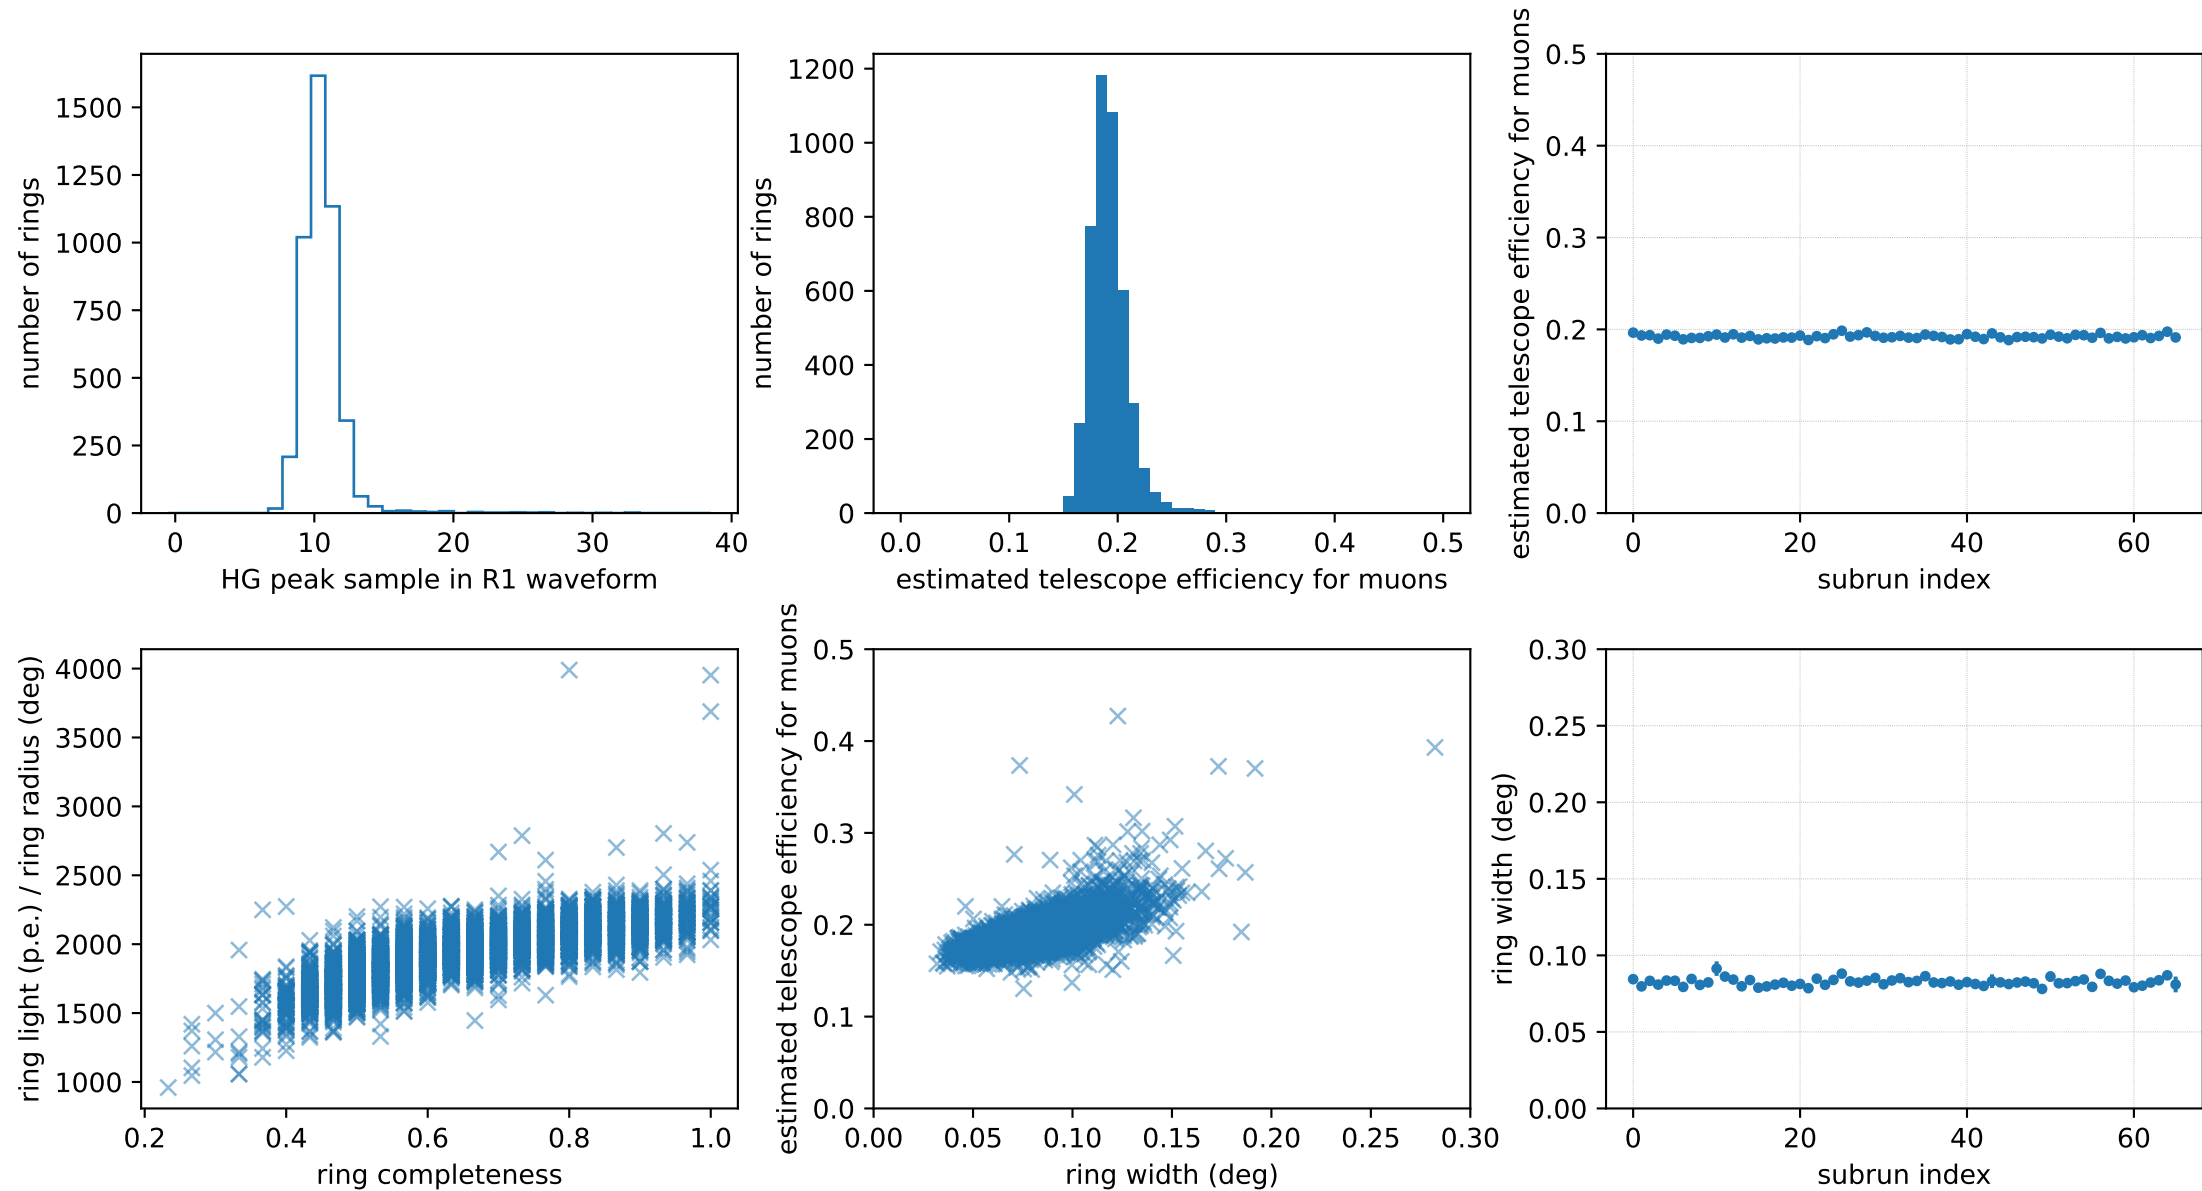 number of rings
1500
1250
1000
750
500
250
0
0 10 20 30 40
HG peak sample in R1 waveform
number of rings
1200
1000
800
600
400
200
0
0.0 0.1 0.2 0.3 0.4 0.5
estimated telescope efficiency for muons
estimated telescope efficiency for muons
0.5
0.4
0.3
0.2
0.1
0.0
0 20 40 60
subrun index
ring light (p.e.) / ring radius (deg)
4000
3500
3000
2500
2000
1500
1000
0.2 0.4 0.6 0.8 1.0
ring completeness
estimated telescope efficiency for muons
0.5
0.4
0.3
0.2
0.1
0.0
0.00 0.05 0.10 0.15 0.20 0.25 0.30
ring width (deg)
ring width (deg)
0.30
0.25
0.20
0.15
0.10
0.05
0.00
0 20 40 60
subrun index